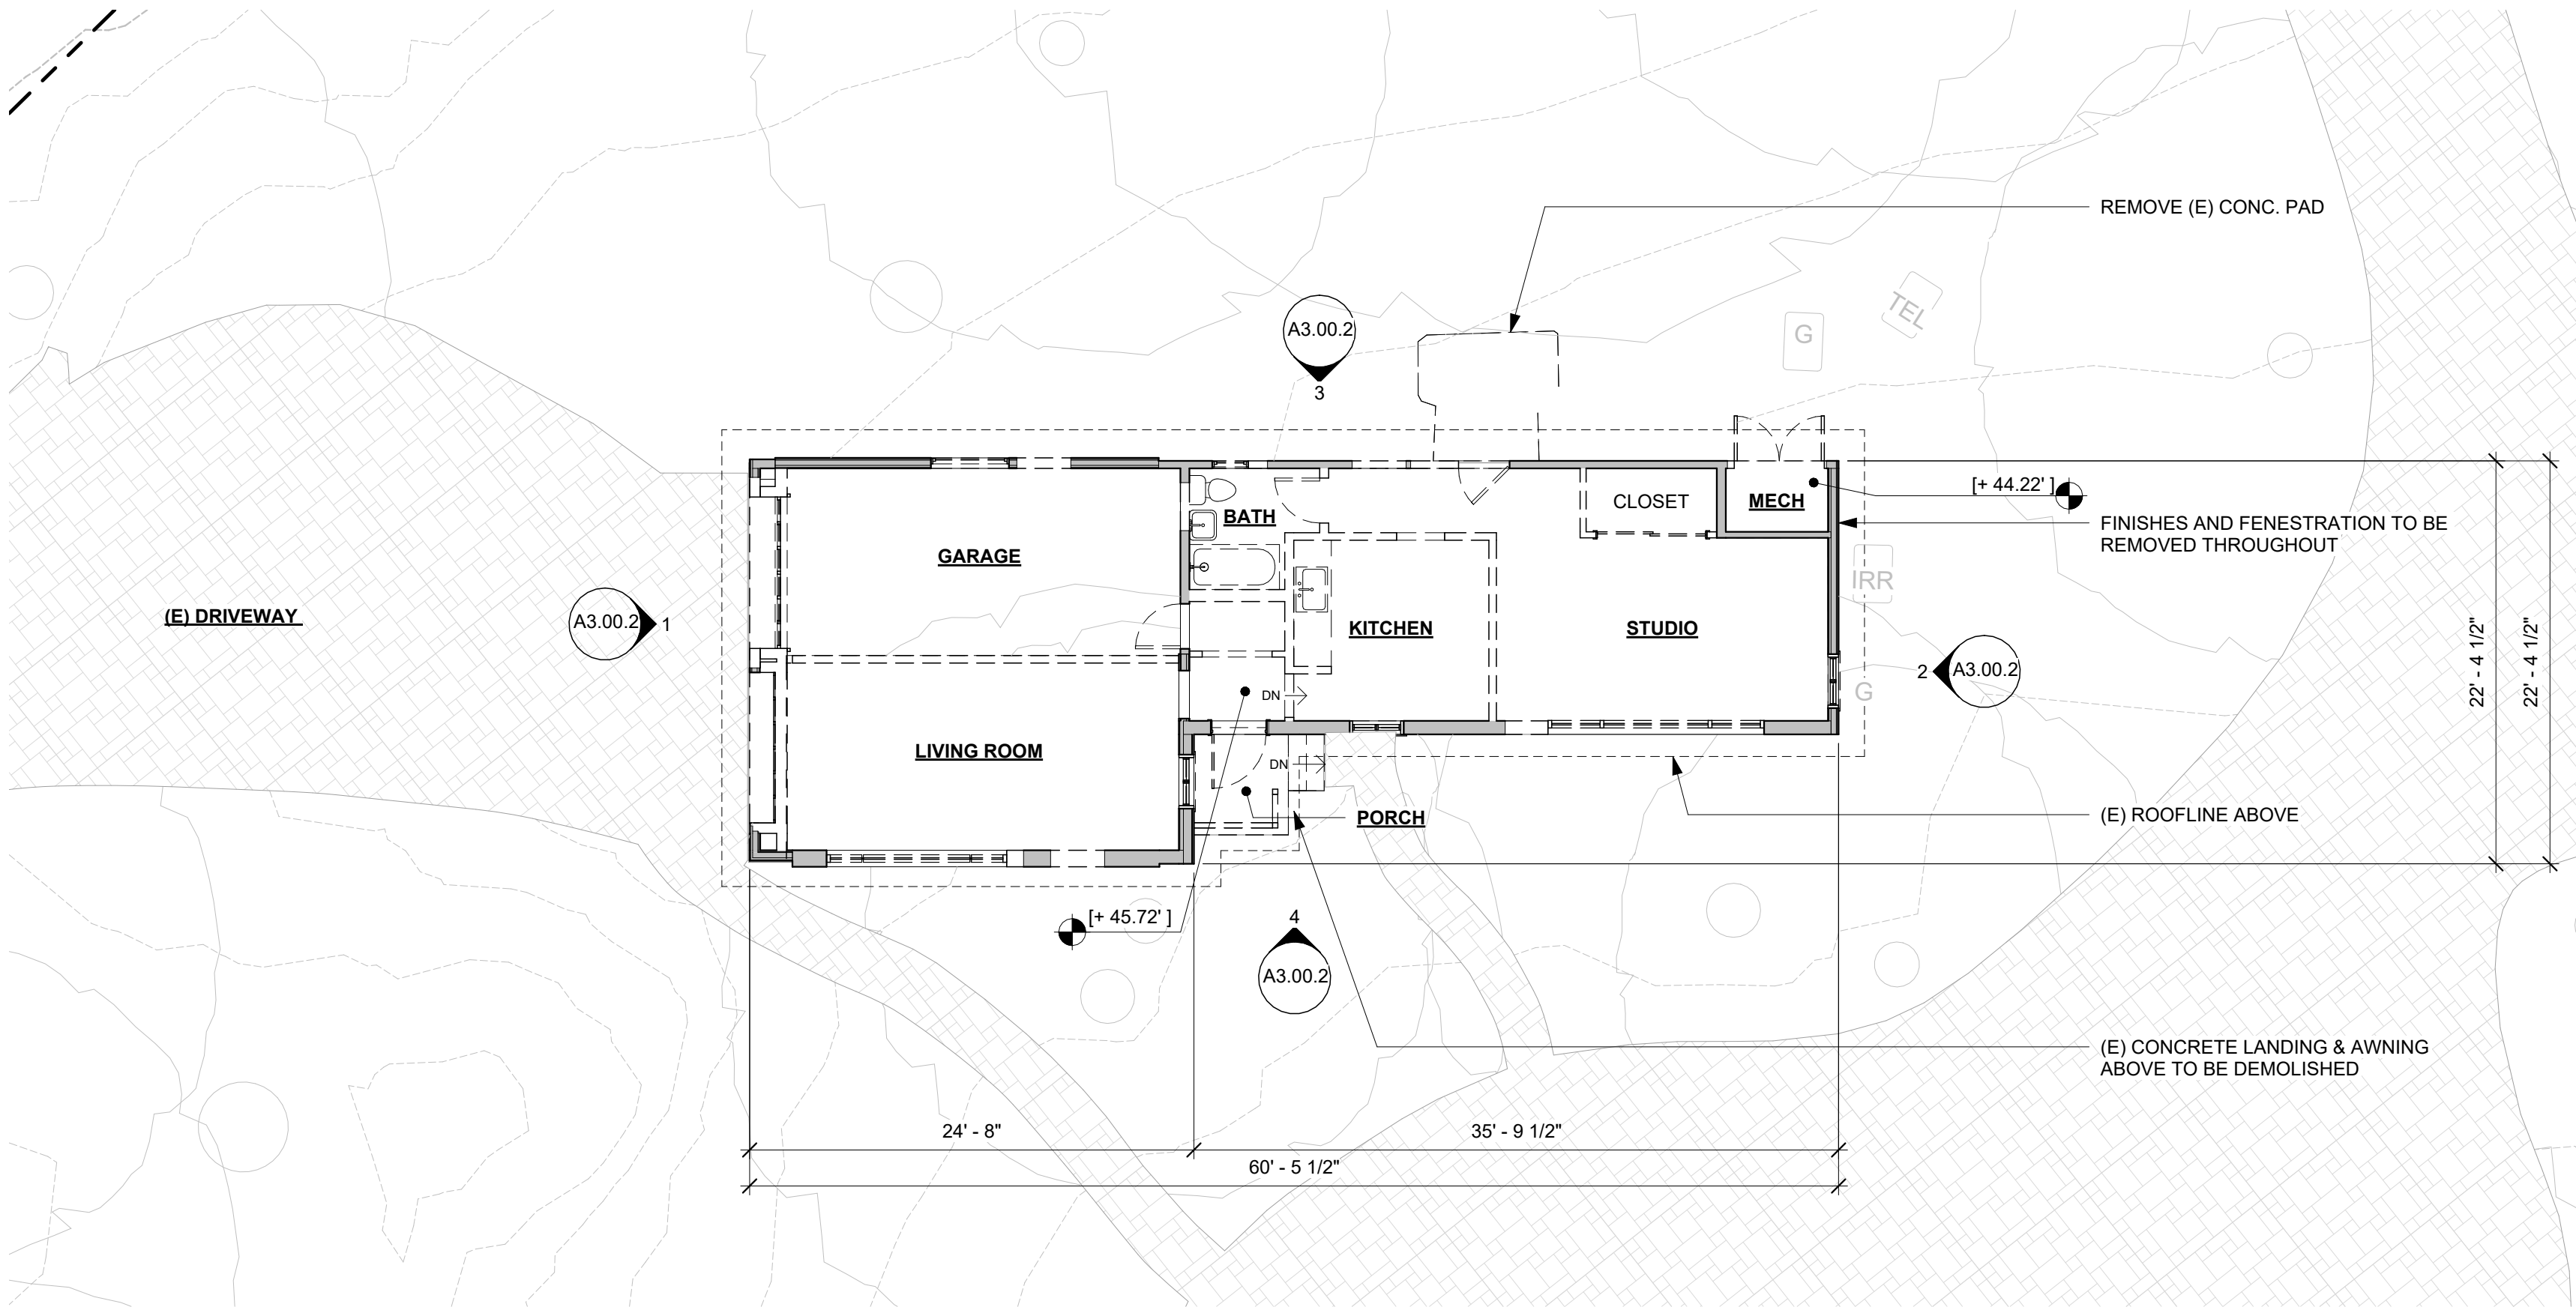 REMOVE (E) CONC. PAD
TEL
G
A3.00.2
3
[+ 44.22' ]
CLOSET
MECH
BATH
FINISHES AND FENESTRATION TO BE
REMOVED THROUGHOUT
GARAGE
IRR
(E) DRIVEWAY
A3.00.2
1
KITCHEN
STUDIO
22' - 4 1/2"
22' - 4 1/2"
2
A3.00.2
G
DN
LIVING ROOM
DN
PORCH
(E) ROOFLINE ABOVE
[+ 45.72' ]
4
A3.00.2
(E) CONCRETE LANDING & AWNING
ABOVE TO BE DEMOLISHED
24' - 8"
35' - 9 1/2"
60' - 5 1/2"